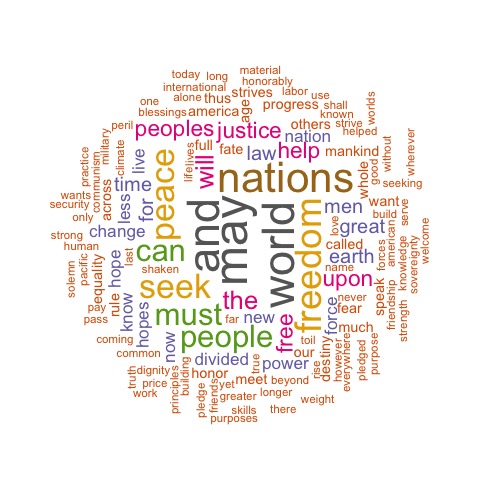 today
long
material
international
honorably
one
alone
thus
strives
labor
use
blessings
america
age
progress
shall
known
worlds
peril
peoples
justice
others
strive
helped
military
climate
full
fate
law
nation
help
mankind
without
wherever
practice
communism
across
live
lives
life
will
nations
whole
good
seeking
wants
security
only
time
less
for
peace
and
may
world
freedom
men
want
build
serve
strong
human
change
love
great
called
forces
american
knowledge
sovereignty
welcome
solemn
pacific
equality
hope
last
can
shaken
earth
name
upon
friendship
strength
pay
pass
rule
know
hopes
seek
the
must
far
new
free
force
never
fear
speak
coming
common
now
people
toil
our
much
destiny
however
everywhere
pledged
purpose
truth
dignity
price
work
principles
building
divided
honor
true
power
rise
pledge
friends
yet
meet
beyond
greater
longer
weight
skills
there
purposes